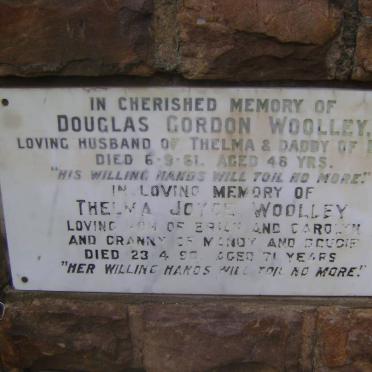 IN CHERISHED MEMORY OF
DOUGLAS GORDON WOOLLEY,
LOVING HUSBAND OF THELMA & DADDY OF
DIED 6-9-61. AGED 46 YRS.
"HIS WILLING HANDS WILL TOIL NO MORE."
IN LOVING MEMORY OF
THELMA JOYCE WOOLLEY
LOVING MOM OF BRIAN AND CAROLYN
AND GRANNY OF MANDY AND DOUGIE
DIED 23 4 AGED 71 YEARS
"HER WILLING HANDS WILL TOIL NO MORE!"